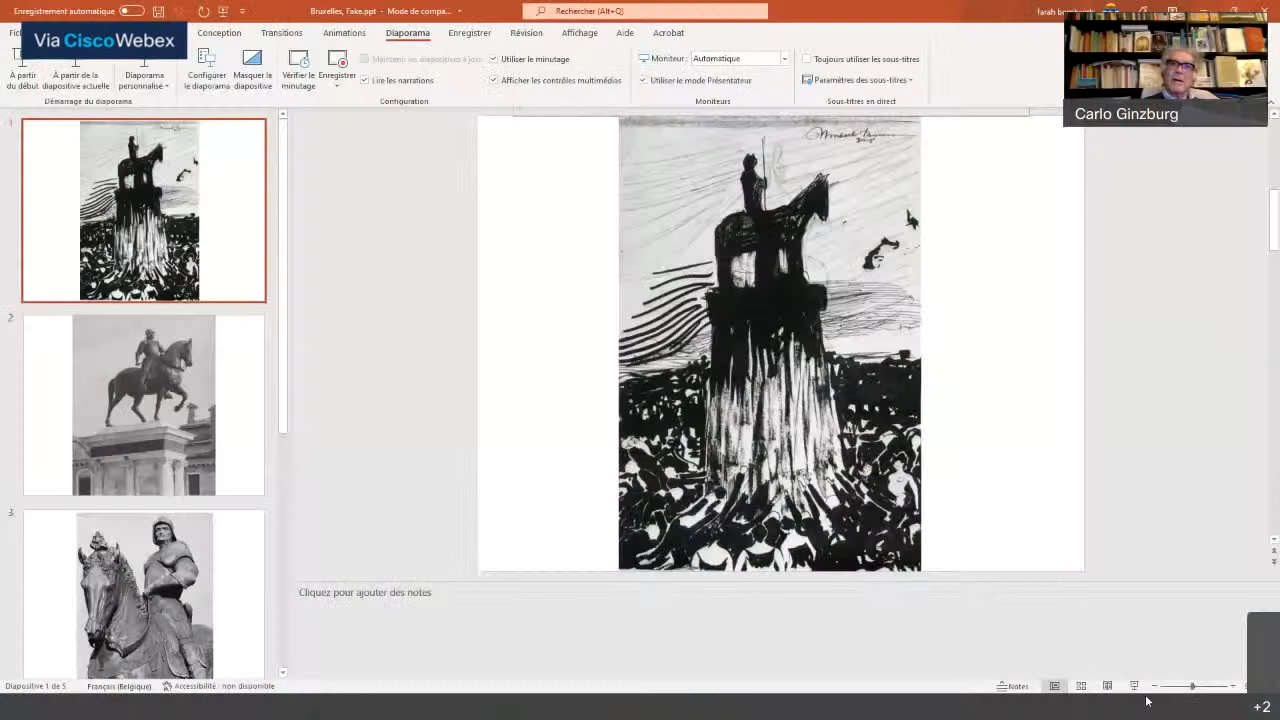 Enregistrement automatique
Bruxelles, Fake.ppt - Mode de compa...
Rechercher (Alt+Q)
Via Cisco Webex
Conception
Transitions
Animations
Diaporama
Enregistrer
Révision
Affichage
Aide
Acrobat
À partir du début
À partir de la diapositive actuelle
Diaporama personnalisé
Démarrage du diaporama
Configurer le diaporama
Masquer la diapositive
Vérifier le minutage
Enregistrer
Maintenir les diapositives à jour
Lire les narrations
Utiliser le minutage
Afficher les contrôles multimédias
Configuration
Moniteur :
Automatique
Utiliser le mode Présentateur
Moniteurs
Toujours utiliser les sous-titres
Paramètres des sous-titres
Sous-titres en direct
Carlo Ginzburg
1
2
3
Cliquez pour ajouter des notes
Diapositive 1 de 5
Français (Belgique)
Accessibilité : non disponible
Notes
+2